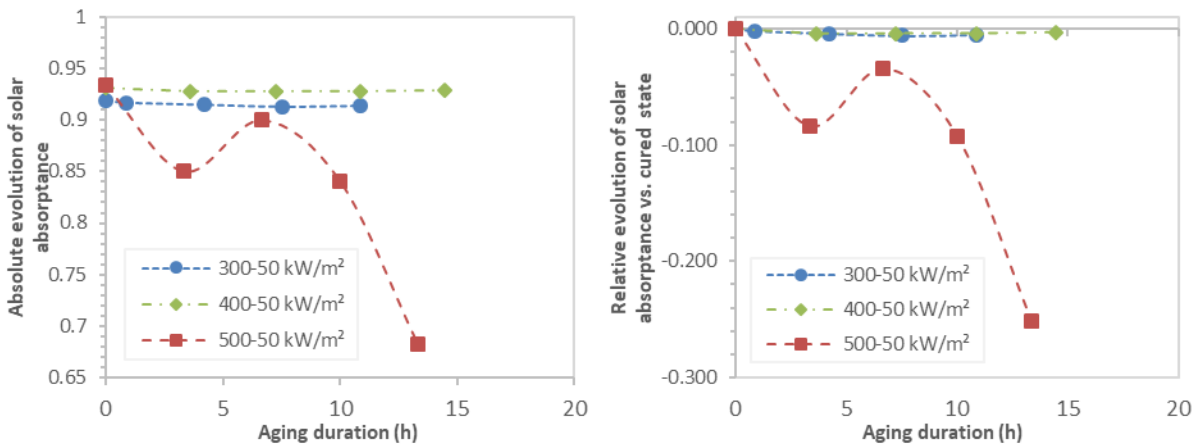 Absolute evolution of solar
absorptance
1
0.95
0.9
0.85
0.8
0.75
0.7
0.65
300-50 kW/m²
400-50 kW/m²
500-50 kW/m²
0 5 10 15 20
Aging duration (h)
Relative evolution of solar
absorptance vs. cured state
0.000
-0.100
-0.200
-0.300
300-50 kW/m²
400-50 kW/m²
500-50 kW/m²
0 5 10 15 20
Aging duration (h)